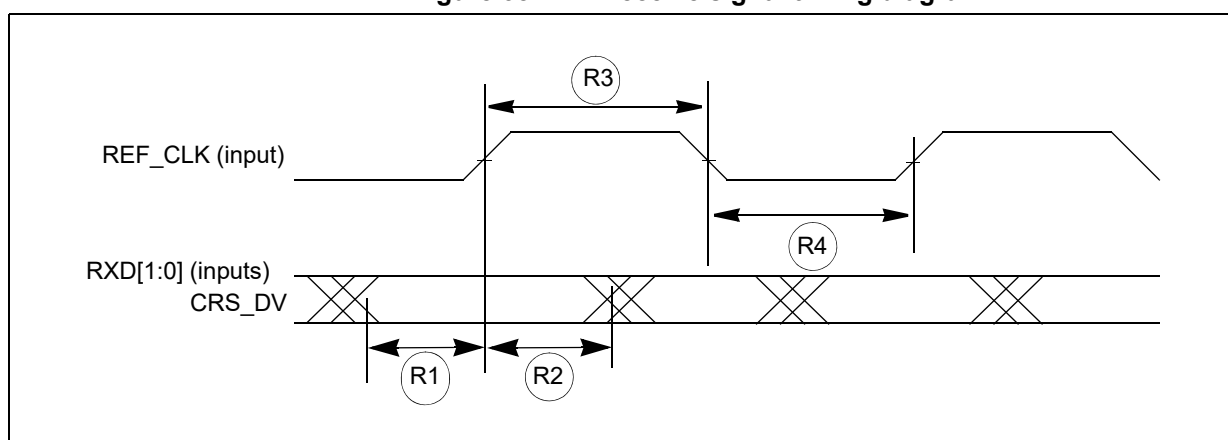 R3
REF_CLK (input)
R4
RXD[1:0] (inputs)
CRS_DV
R1
R2